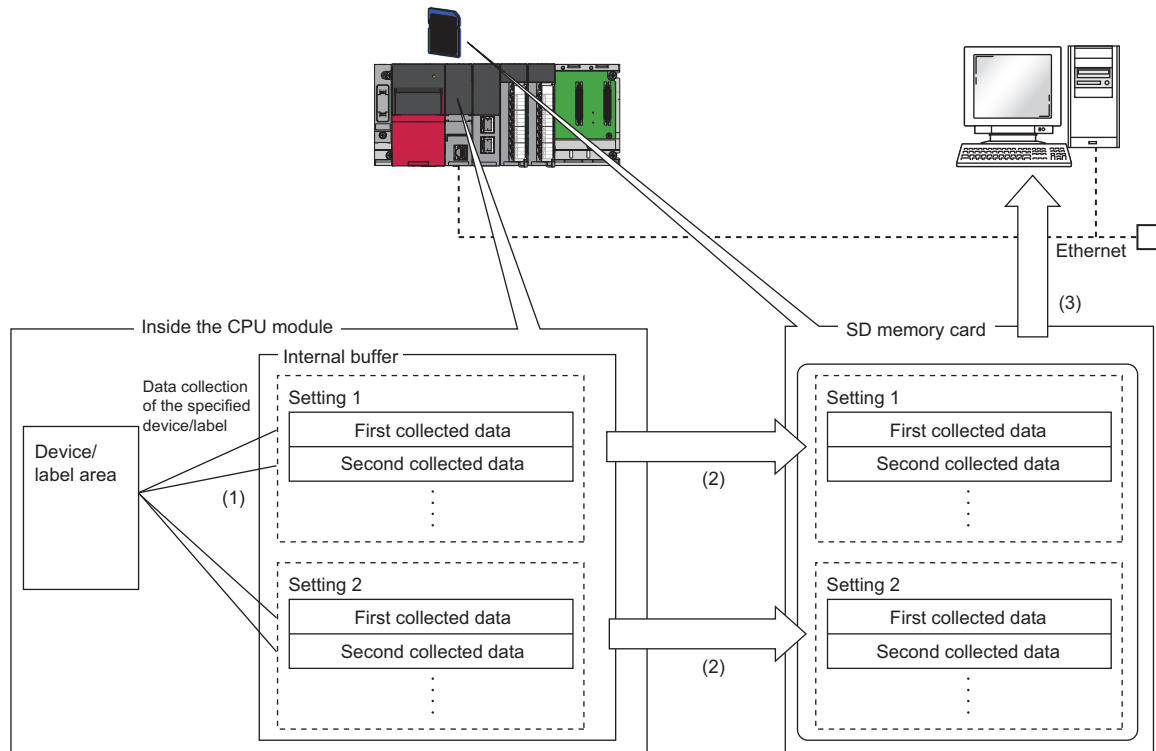 Ethernet
(3)
Inside the CPU module
SD memory card
Internal buffer
Data collection
of the specified
device/label
Device/
label area
(1)
Setting 1
First collected data
Second collected data
(2)
Setting 1
First collected data
Second collected data
Setting 2
First collected data
Second collected data
(2)
Setting 2
First collected data
Second collected data